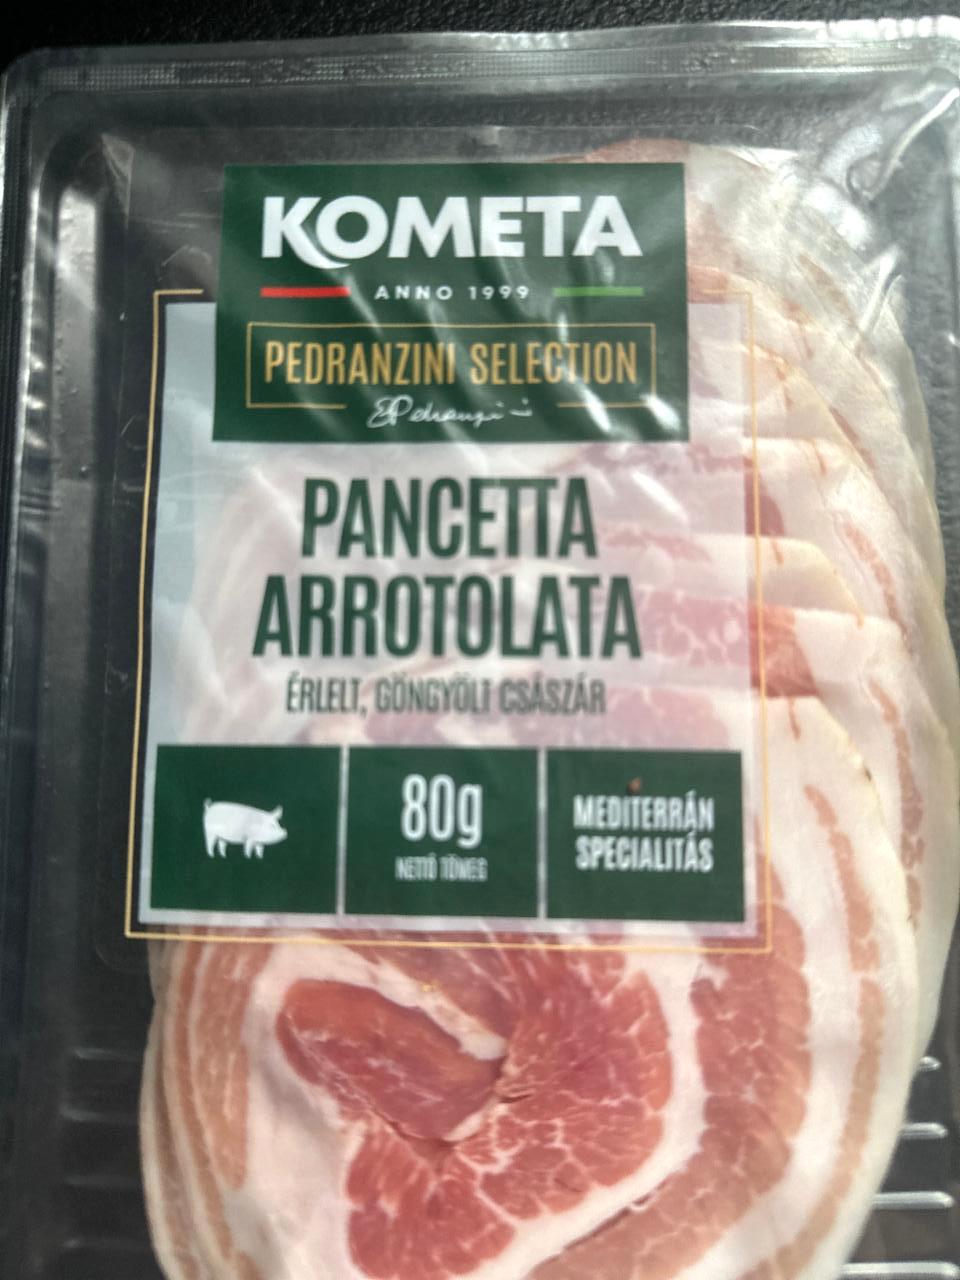 KOMETA
ANNO 1999
PEDRANZINI SELECTION
PANCETTA
ARROTOLATA
ÉRLELT, GÖNGYÖLT CSÁSZÁR
80g
NETTÓ TÖMEG
MEDITERRÁN
SPECIALITÁS